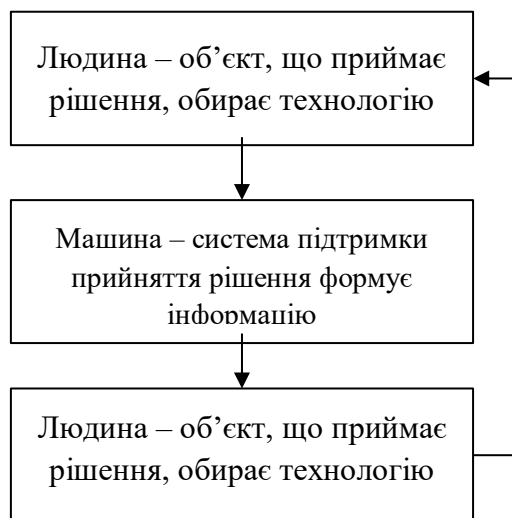 Людина – об’єкт, що приймає
рішення, обирає технологію
Машина – система підтримки
прийняття рішення формує
інформацію
Людина – об’єкт, що приймає
рішення, обирає технологію